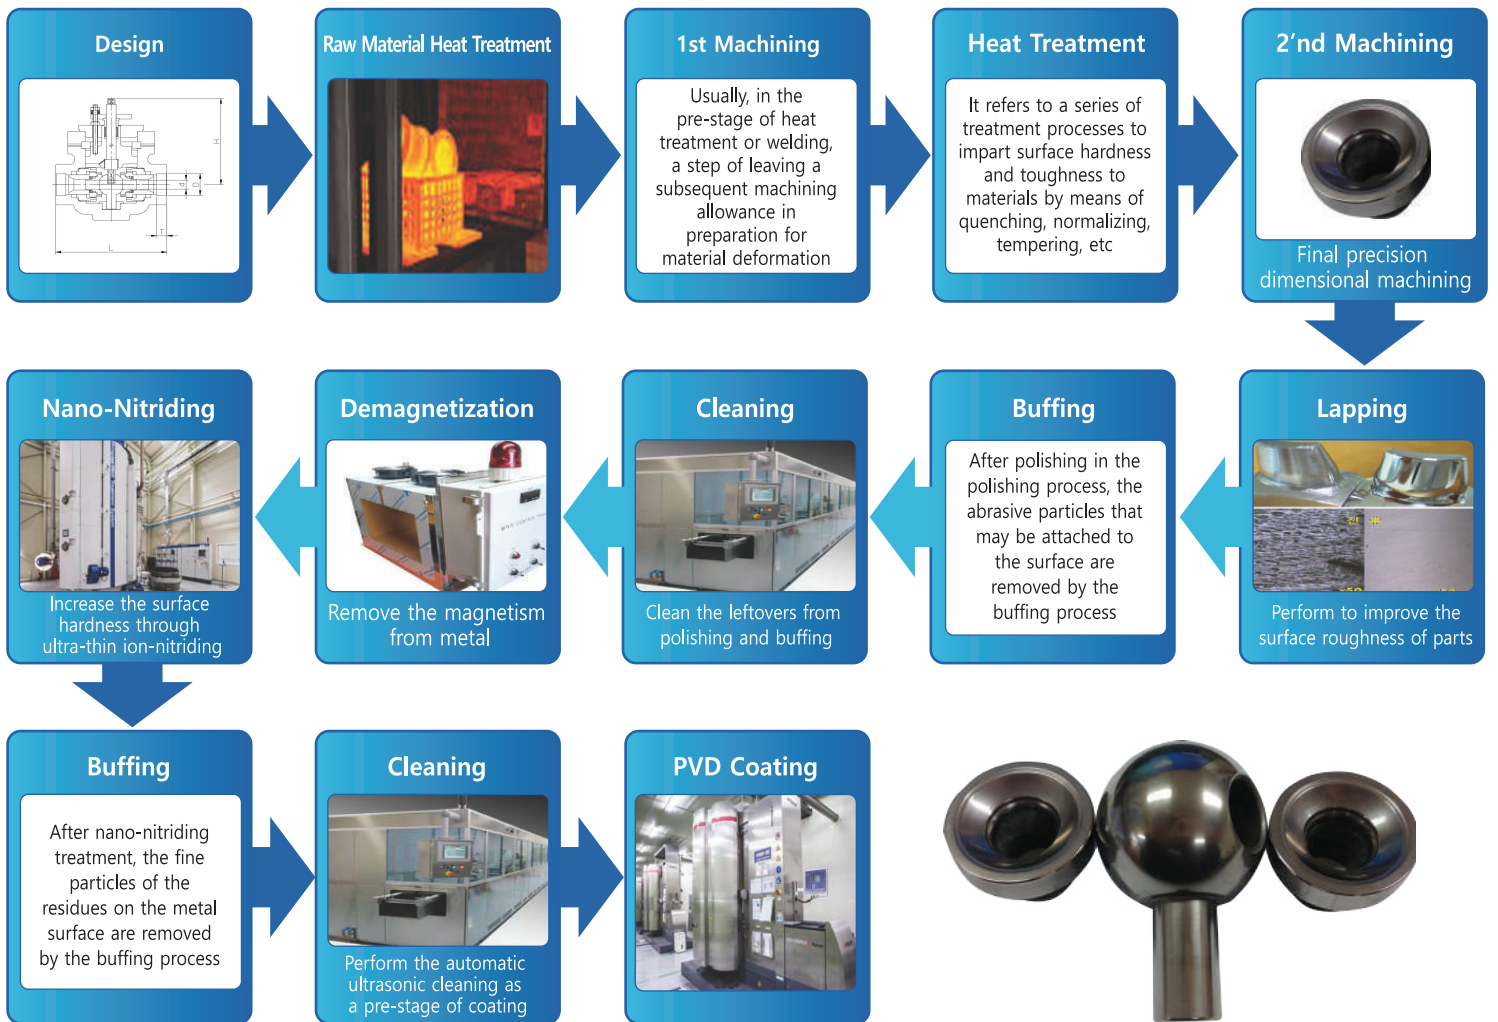 Design
H
d
D
T
L
Raw Material Heat Treatment
1st Machining
Usually, in the
pre-stage of heat
treatment or welding,
a step of leaving a
subsequent machining
allowance in
preparation for
material deformation
Heat Treatment
It refers to a series of
treatment processes to
impart surface hardness
and toughness to
materials by means of
quenching, normalizing,
tempering, etc
2'nd Machining
Final precision
dimensional machining
Lapping
Perform to improve the
surface roughness of parts
Buffing
After polishing in the
polishing process, the
abrasive particles that
may be attached to
the surface are
removed by the
buffing process
Cleaning
Clean the leftovers from
polishing and buffing
Demagnetization
Remove the magnetism
from metal
Nano-Nitriding
Increase the surface
hardness through
ultra-thin ion-nitriding
Buffing
After nano-nitriding
treatment, the fine
particles of the
residues on the metal
surface are removed
by the buffing process
Cleaning
Perform the automatic
ultrasonic cleaning as
a pre-stage of coating
PVD Coating